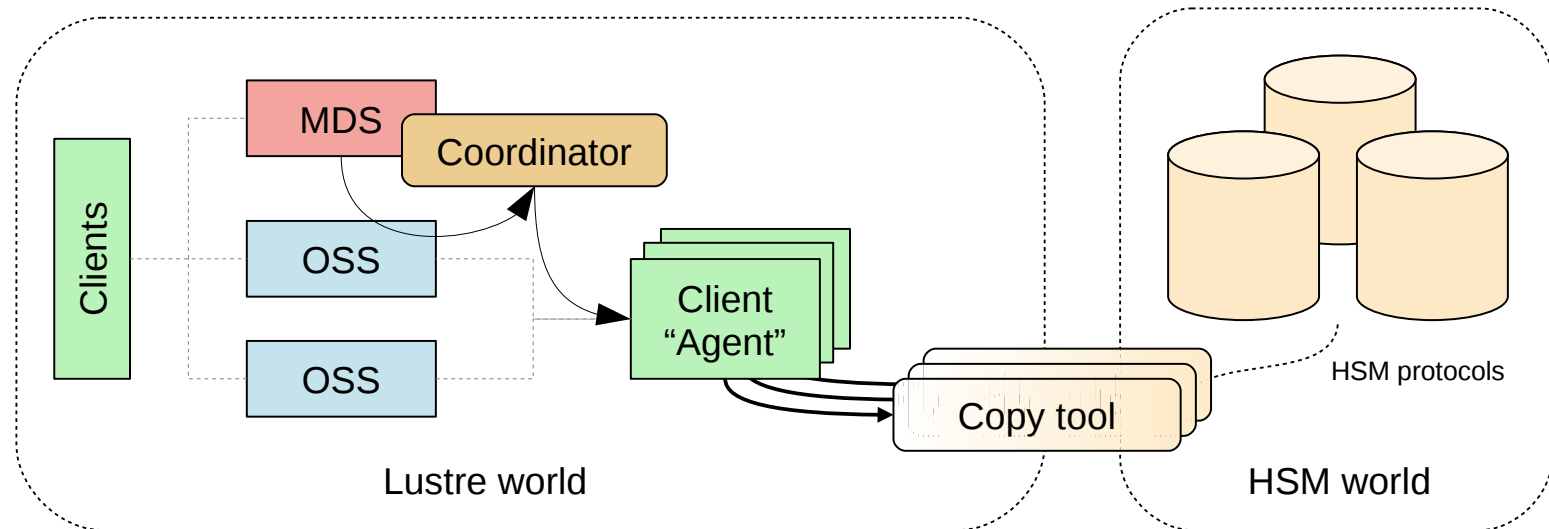 MDS
Coordinator
Clients
OSS
OSS
Client
“Agent”
Copy tool
HSM protocols
Lustre world
HSM world